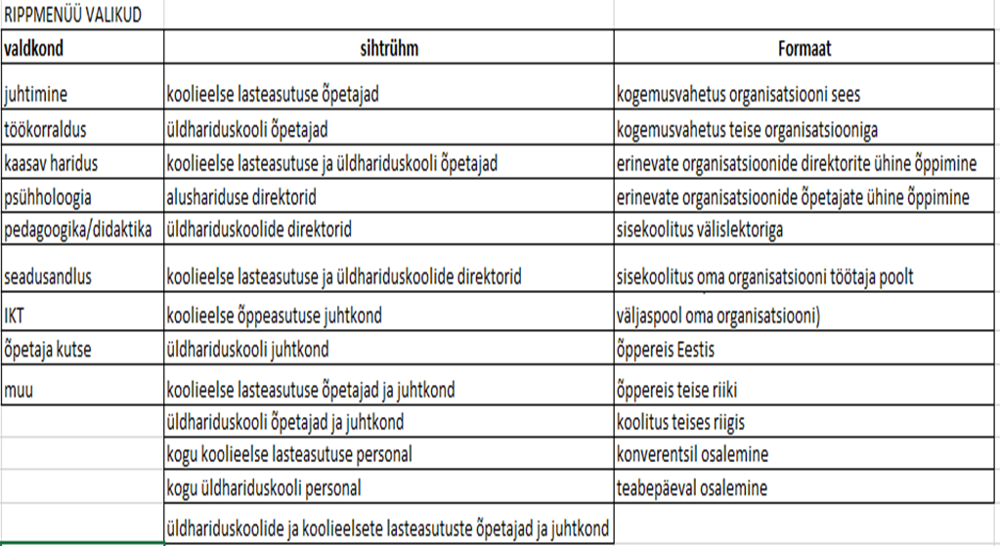 RIPPMENÜÜ VALIKUD
valdkond sihtrühm Formaat
juhtimine koolieelse lasteasutuse õpetajad kogemusvahetus organisatsiooni sees
töökorraldus üldhariduskooli õpetajad kogemusvahetus teise organisatsiooniga
kaasav haridus koolieelse lasteasutuse ja üldhariduskooli õpetajad erinevate organisatsioonide direktorite ühine õppimine
psühholoogia alushariduse direktorid erinevate organisatsioonide õpetajate ühine õppimine
pedagoogika/didaktika üldhariduskoolide direktorid sisekoolitus välislektoriga
seadusandlus koolieelse lasteasutuse ja üldhariduskoolide direktorid sisekoolitus oma organisatsiooni töötaja poolt
IKT koolieelse õppeasutuse juhtkond väljaspool oma organisatsiooni)
õpetaja kutse üldhariduskooli juhtkond õppereis Eestis
muu koolieelse lasteasutuse õpetajad ja juhtkond õppereis teise riiki
üldhariduskooli õpetajad ja juhtkond koolitus teises riigis
kogu koolieelse lasteasutuse personal konverentsil osalemine
kogu üldhariduskooli personal teabepäeval osalemine
üldhariduskoolide ja koolieelsete lasteasutuste õpetajad ja juhtkond